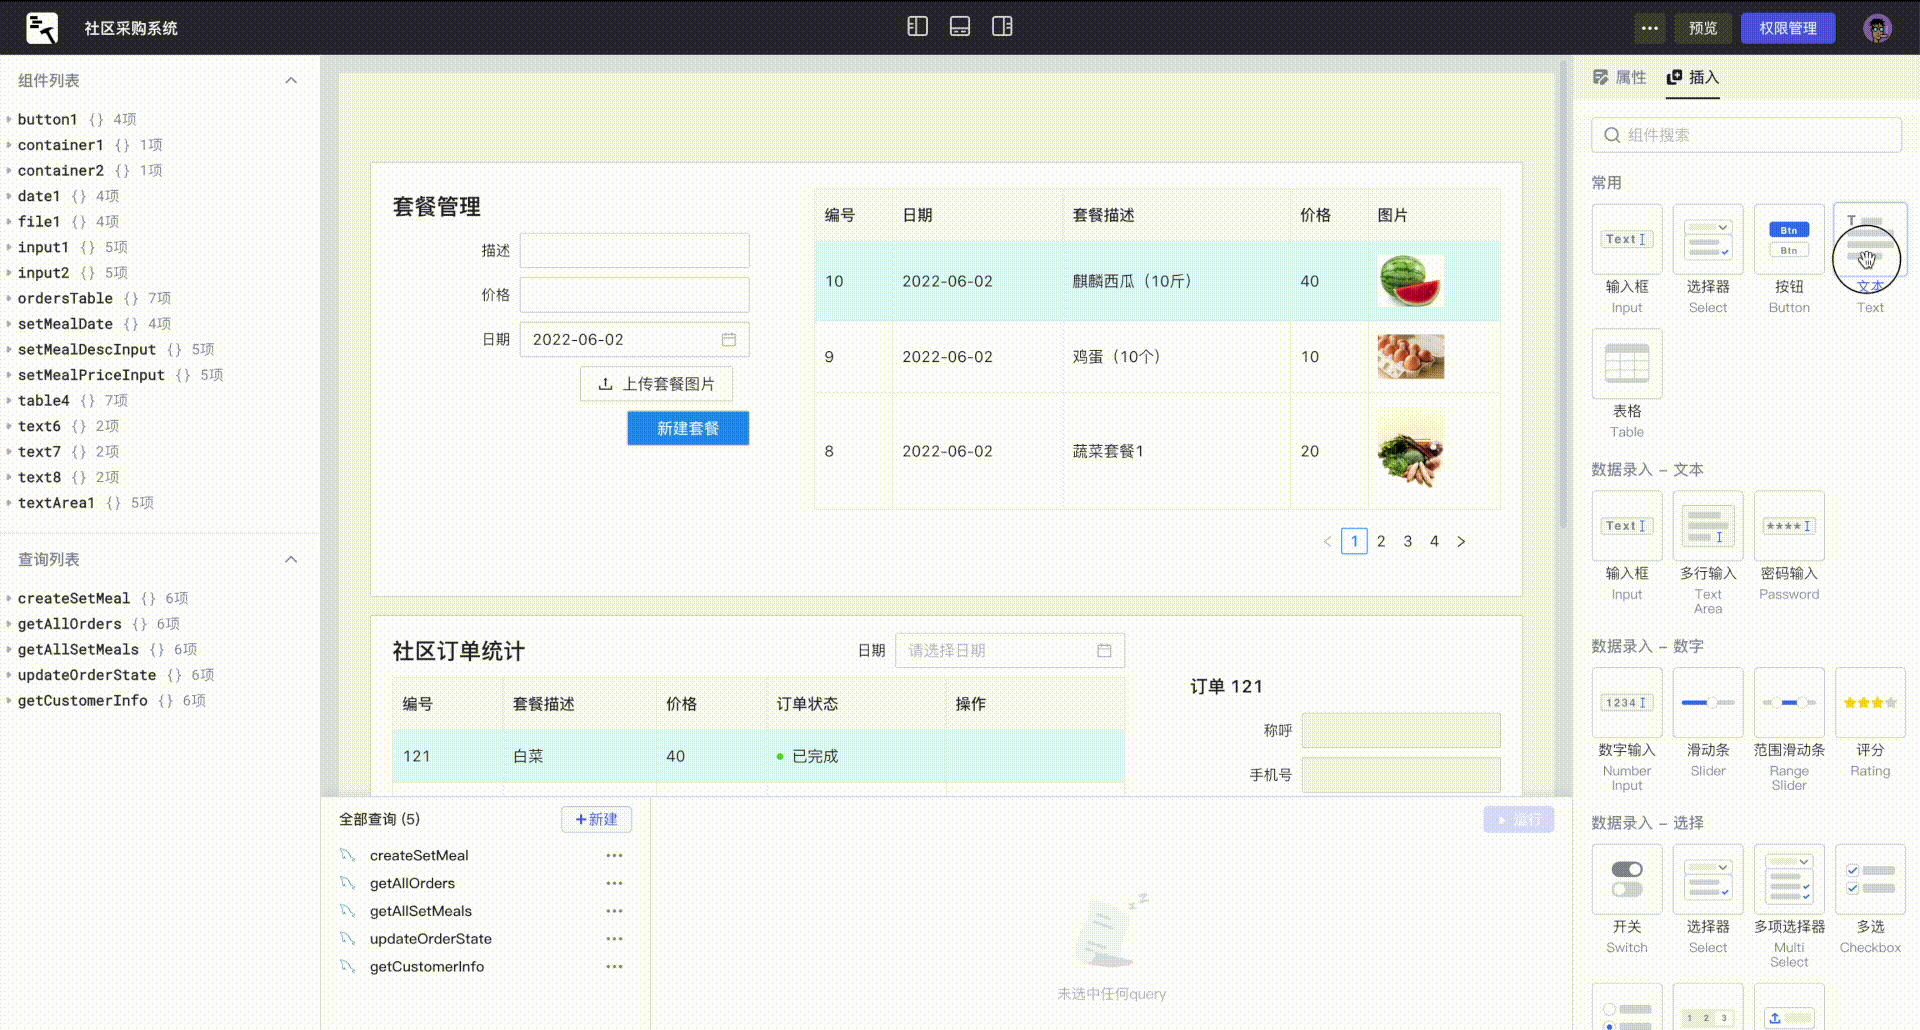 社区采购系统
预览
权限管理
组件列表
button1 {} 4项
container1 {} 1项
container2 {} 1项
date1 {} 4项
file1 {} 4项
input1 {} 5项
input2 {} 5项
ordersTable {} 7项
setMealDate {} 4项
setMealDescInput {} 5项
setMealPriceInput {} 5项
table4 {} 7项
text6 {} 2项
text7 {} 2项
text8 {} 2项
textArea1 {} 5项
查询列表
createSetMeal {} 6项
getAllOrders {} 6项
getAllSetMeals {} 6项
updateOrderState {} 6项
getCustomerInfo {} 6项
套餐管理
描述
价格
日期 2022-06-02
上传套餐图片
新建套餐
编号 日期 套餐描述 价格 图片
10 2022-06-02 麒麟西瓜（10斤） 40
9 2022-06-02 鸡蛋（10个） 10
8 2022-06-02 蔬菜套餐1 20
< 1 2 3 4 >
社区订单统计
日期 请选择日期
编号 套餐描述 价格 订单状态 操作
121 白菜 40 已完成
订单 121
称呼
手机号
全部查询 (5)
+新建
createSetMeal
getAllOrders
getAllSetMeals
updateOrderState
getCustomerInfo
运行
z z
未选中任何query
属性 插入
组件搜索
常用
Text
Btn
Btn
T
输入框 选择器 按钮 文本
Input Select Button Text
表格
Table
数据录入 – 文本
Text
****
输入框 多行输入 密码输入
Input Text Area Password
数据录入 – 数字
1234
数字输入 滑动条 范围滑动条 评分
Number Input Slider Range Slider Rating
数据录入 – 选择
开关 选择器 多项选择器 多选
Switch Select Multi Select Checkbox
1 2 3